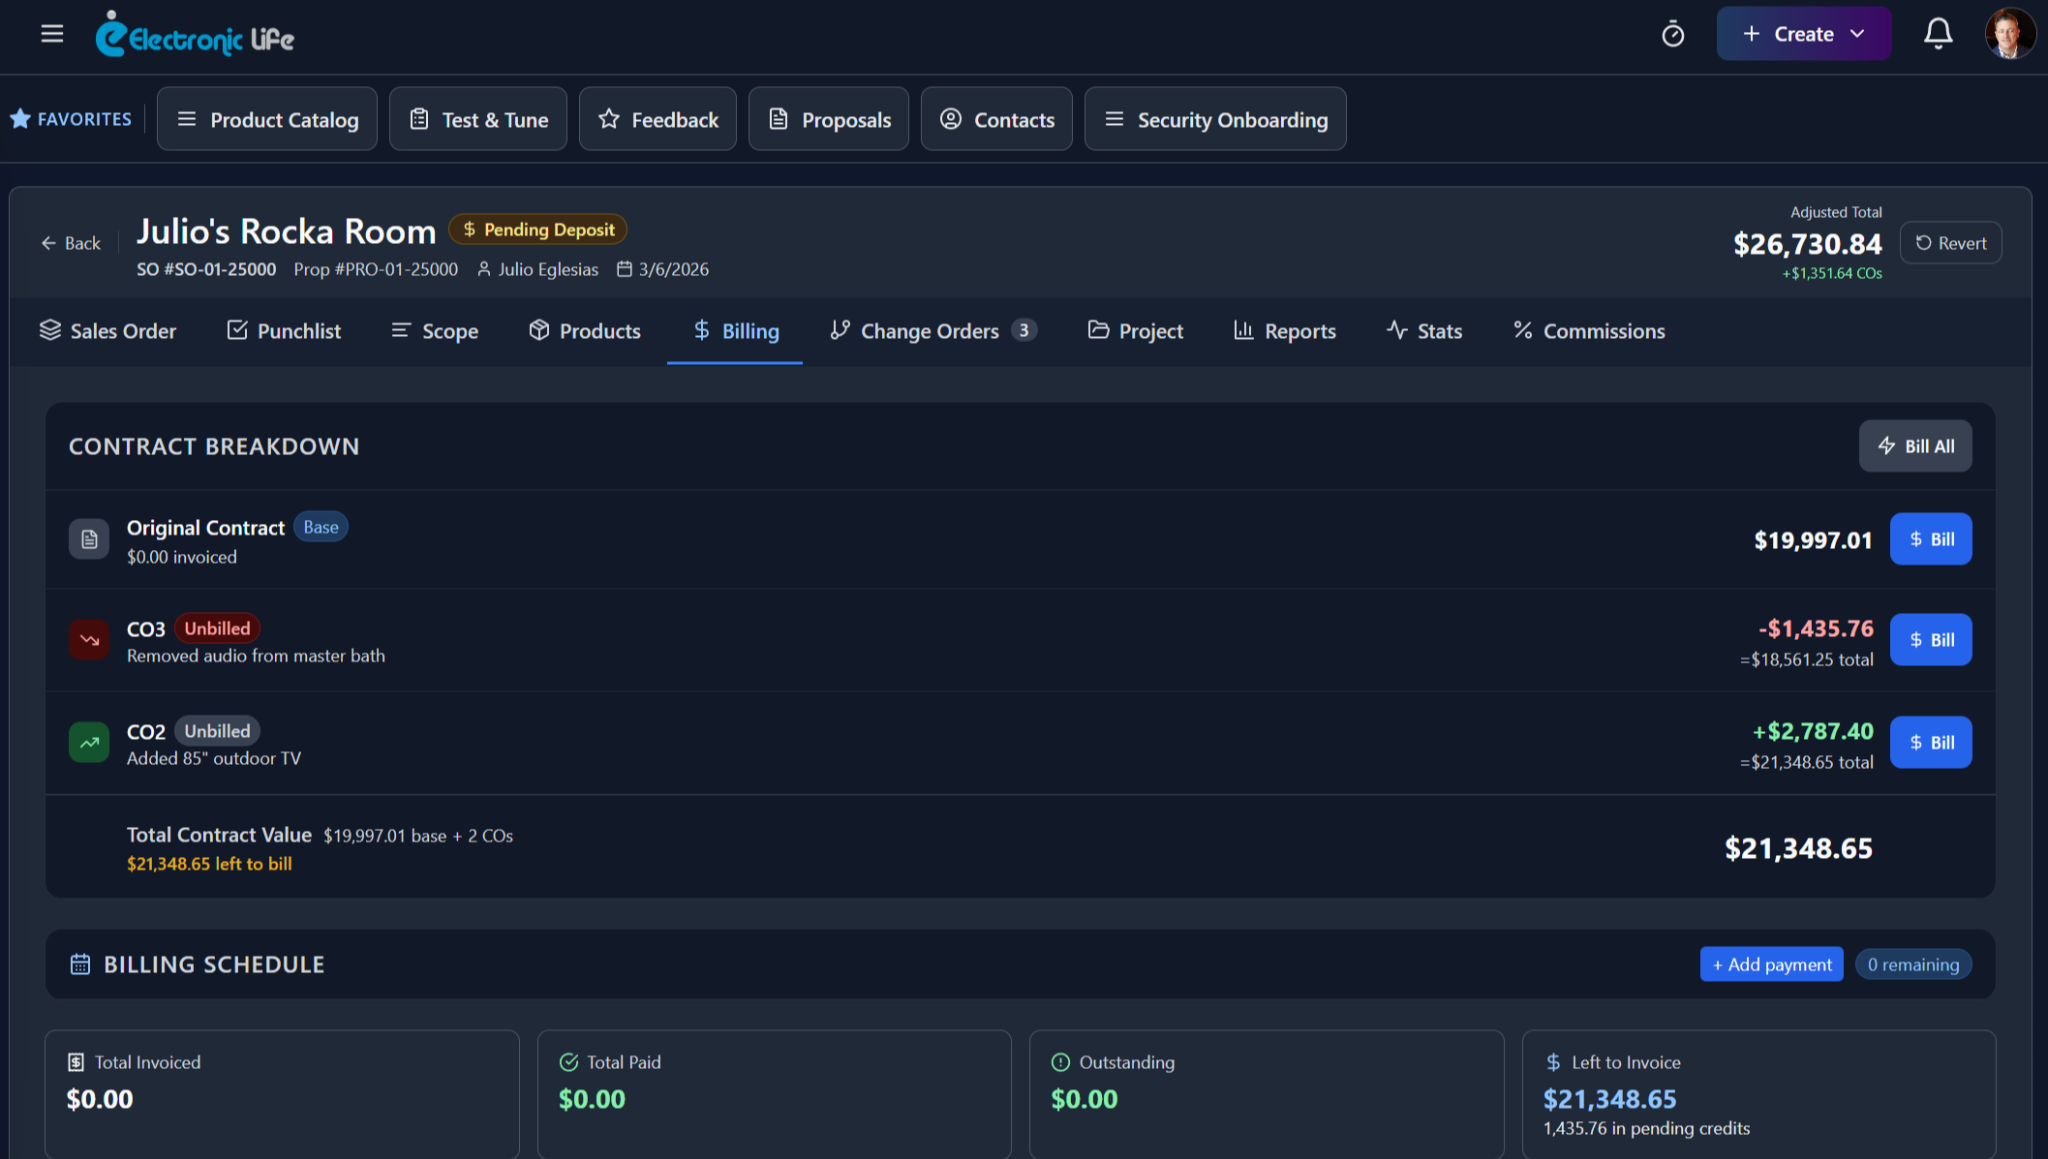 Electronic Life
Create
FAVORITES
Product Catalog
Test & Tune
Feedback
Proposals
Contacts
Security Onboarding
Back
Julio's Rocka Room
$ Pending Deposit
SO #SO-01-25000 Prop #PRO-01-25000 Julio Eglesias 3/6/2026
Adjusted Total
$26,730.84
+$1,351.64 COs
Revert
Sales Order
Punchlist
Scope
Products
$ Billing
Change Orders 3
Project
Reports
Stats
% Commissions
CONTRACT BREAKDOWN
Bill All
Original Contract Base
$0.00 invoiced
$19,997.01
$ Bill
CO3 Unbilled
Removed audio from master bath
-$1,435.76
=$18,561.25 total
$ Bill
CO2 Unbilled
Added 85" outdoor TV
+$2,787.40
=$21,348.65 total
$ Bill
Total Contract Value $19,997.01 base + 2 COs
$21,348.65 left to bill
$21,348.65
BILLING SCHEDULE
+ Add payment
0 remaining
Total Invoiced
$0.00
Total Paid
$0.00
Outstanding
$0.00
$ Left to Invoice
$21,348.65
1,435.76 in pending credits